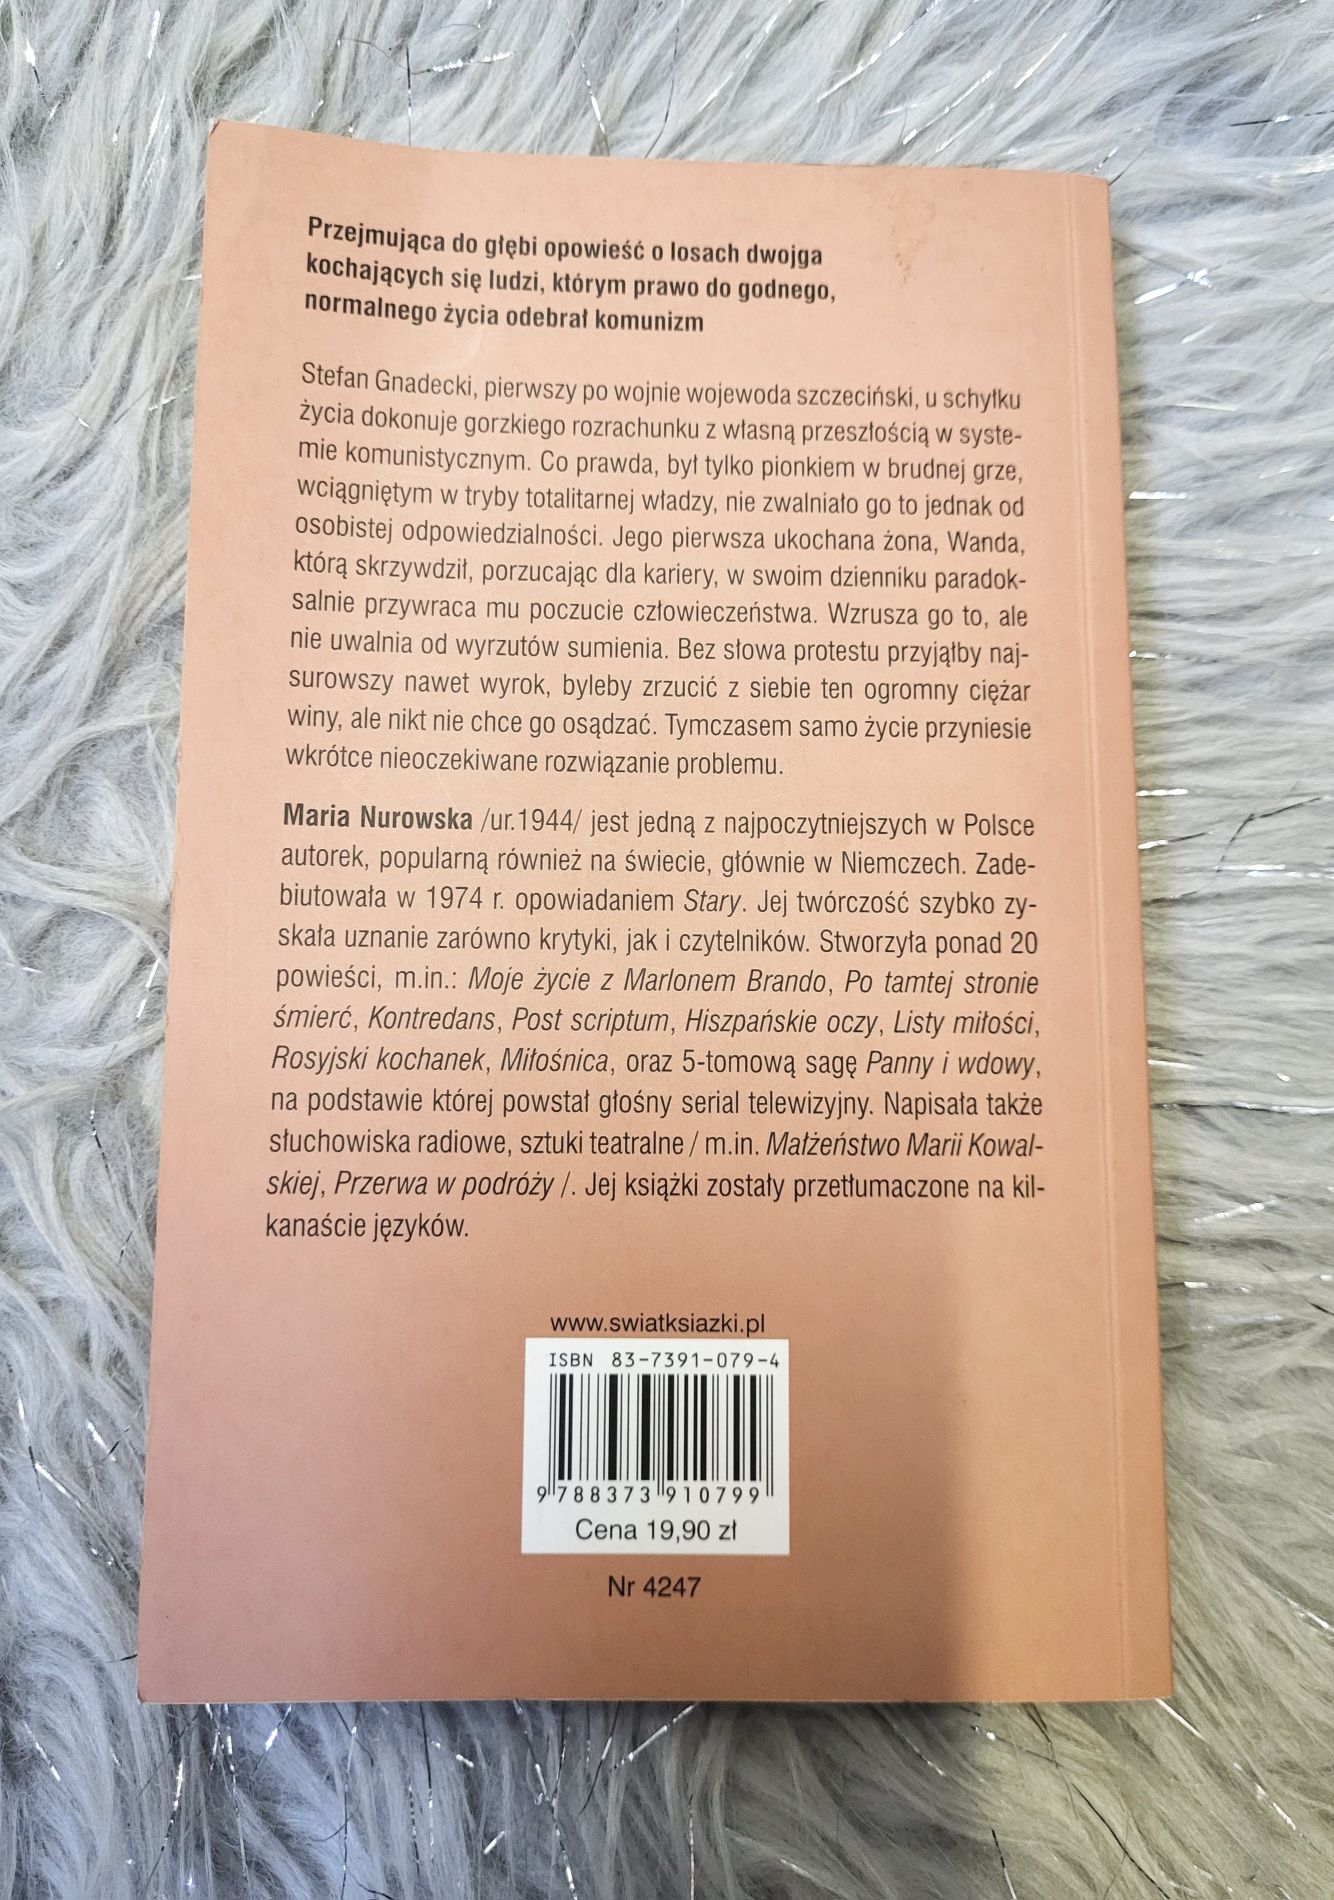 Przejmująca do głębi opowieść o losach dwojga
kochających się ludzi, którym prawo do godnego,
normalnego życia odebrał komunizm
Stefan Gnadecki, pierwszy po wojnie wojewoda szczeciński, u schyłku
życia dokonuje gorzkiego rozrachunku z własną przeszłością w syste-
mie komunistycznym. Co prawda, był tylko pionkiem w brudnej grze,
wciągniętym w tryby totalitarnej władzy, nie zwalniało go to jednak od
osobistej odpowiedzialności. Jego pierwsza ukochana żona, Wanda,
którą skrzywdził, porzucając dla kariery, w swoim dzienniku paradok-
salnie przywraca mu poczucie człowieczeństwa. Wzrusza go to, ale
nie uwalnia od wyrzutów sumienia. Bez słowa protestu przyjąłby naj-
surowszy nawet wyrok, byleby zrzucić z siebie ten ogromny ciężar
winy, ale nikt nie chce go osądzać. Tymczasem samo życie przyniesie
wkrótce nieoczekiwane rozwiązanie problemu.
Maria Nurowska /ur.1944/ jest jedną z najpoczytniejszych w Polsce
autorek, popularną również na świecie, głównie w Niemczech. Zade-
biutowała w 1974 r. opowiadaniem Stary. Jej twórczość szybko zy-
skała uznanie zarówno krytyki, jak i czytelników. Stworzyła ponad 20
powieści, m.in.: Moje życie z Marlonem Brando, Po tamtej stronie
śmierć, Kontredans, Post scriptum, Hiszpańskie oczy, Listy miłości,
Rosyjski kochanek, Miłośnica, oraz 5-tomową sagę Panny i wdowy,
na podstawie której powstał głośny serial telewizyjny. Napisała także
słuchowiska radiowe, sztuki teatralne / m.in. Małżeństwo Marii Kowal-
skiej, Przerwa w podróży /. Jej książki zostały przetłumaczone na kil-
kanaście języków.
www.swiatksiazki.pl
ISBN 83-7391-079-4
9 788373 910799
Cena 19,90 zł
Nr 4247